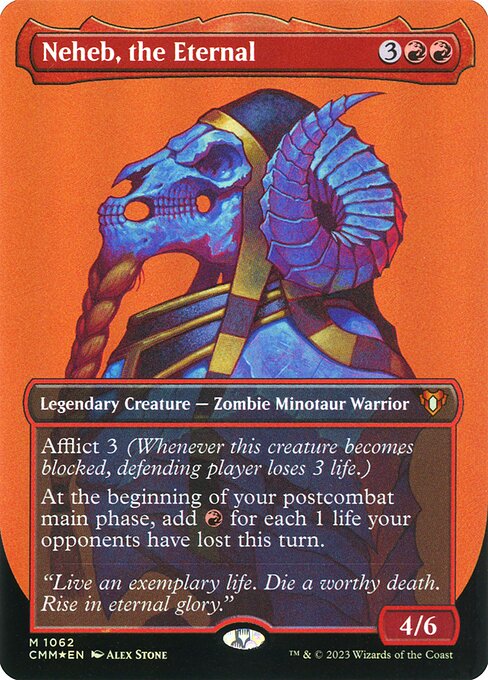 Neheb, the Eternal 3
Legendary Creature — Zombie Minotaur Warrior
Afflict 3 (Whenever this creature becomes
blocked, defending player loses 3 life.)
At the beginning of your postcombat
main phase, add for each 1 life your
opponents have lost this turn.
“Live an exemplary life. Die a worthy death.
Rise in eternal glory.”
4/6
M 1062
CMM★EN ALEX STONE
™ & © 2023 Wizards of the Coast